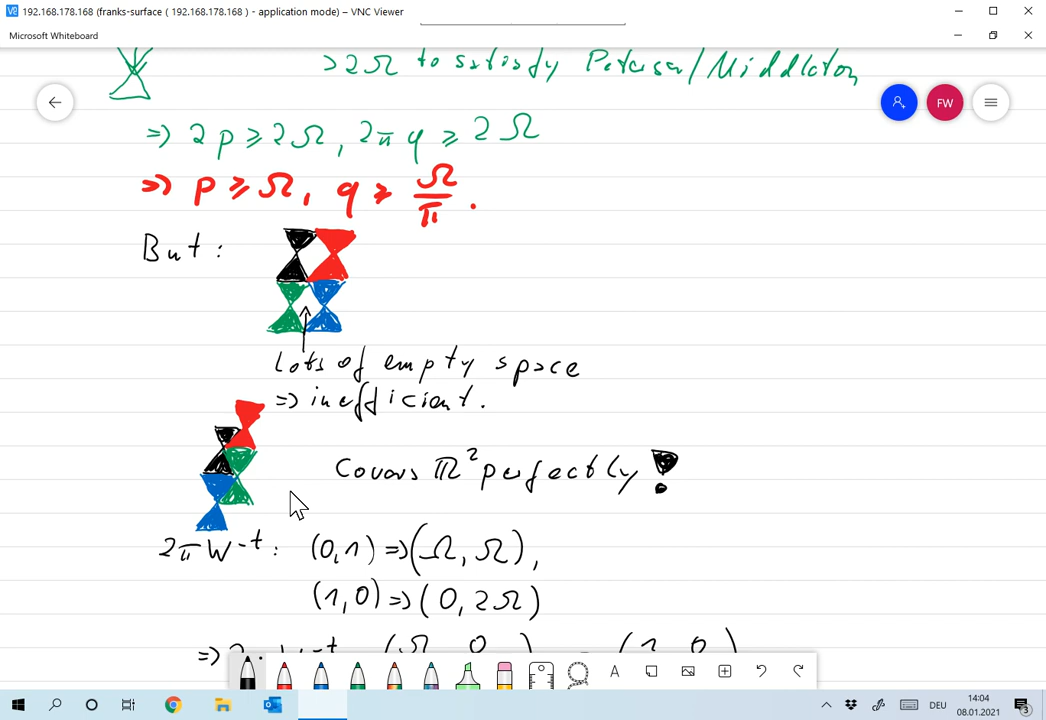 192.168.178.168 (franks-surface ( 192.168.178.168 ) - application mode) – VNC Viewer
Microsoft Whiteboard
>2Ω to satisfy Petersen/Middleton
FW
=> 2p ≥ 2Ω, 2π q ≥ 2Ω
=> p ≥ Ω, q ≥ Ω/π.
But:
Lots of empty space
=> inefficient.
Covers ℝ² perfectly!
2πW^-t: (0,1) => (Ω, Ω),
(1,0) => (0, 2Ω)
A
DEU
14:04
08.01.2021
3